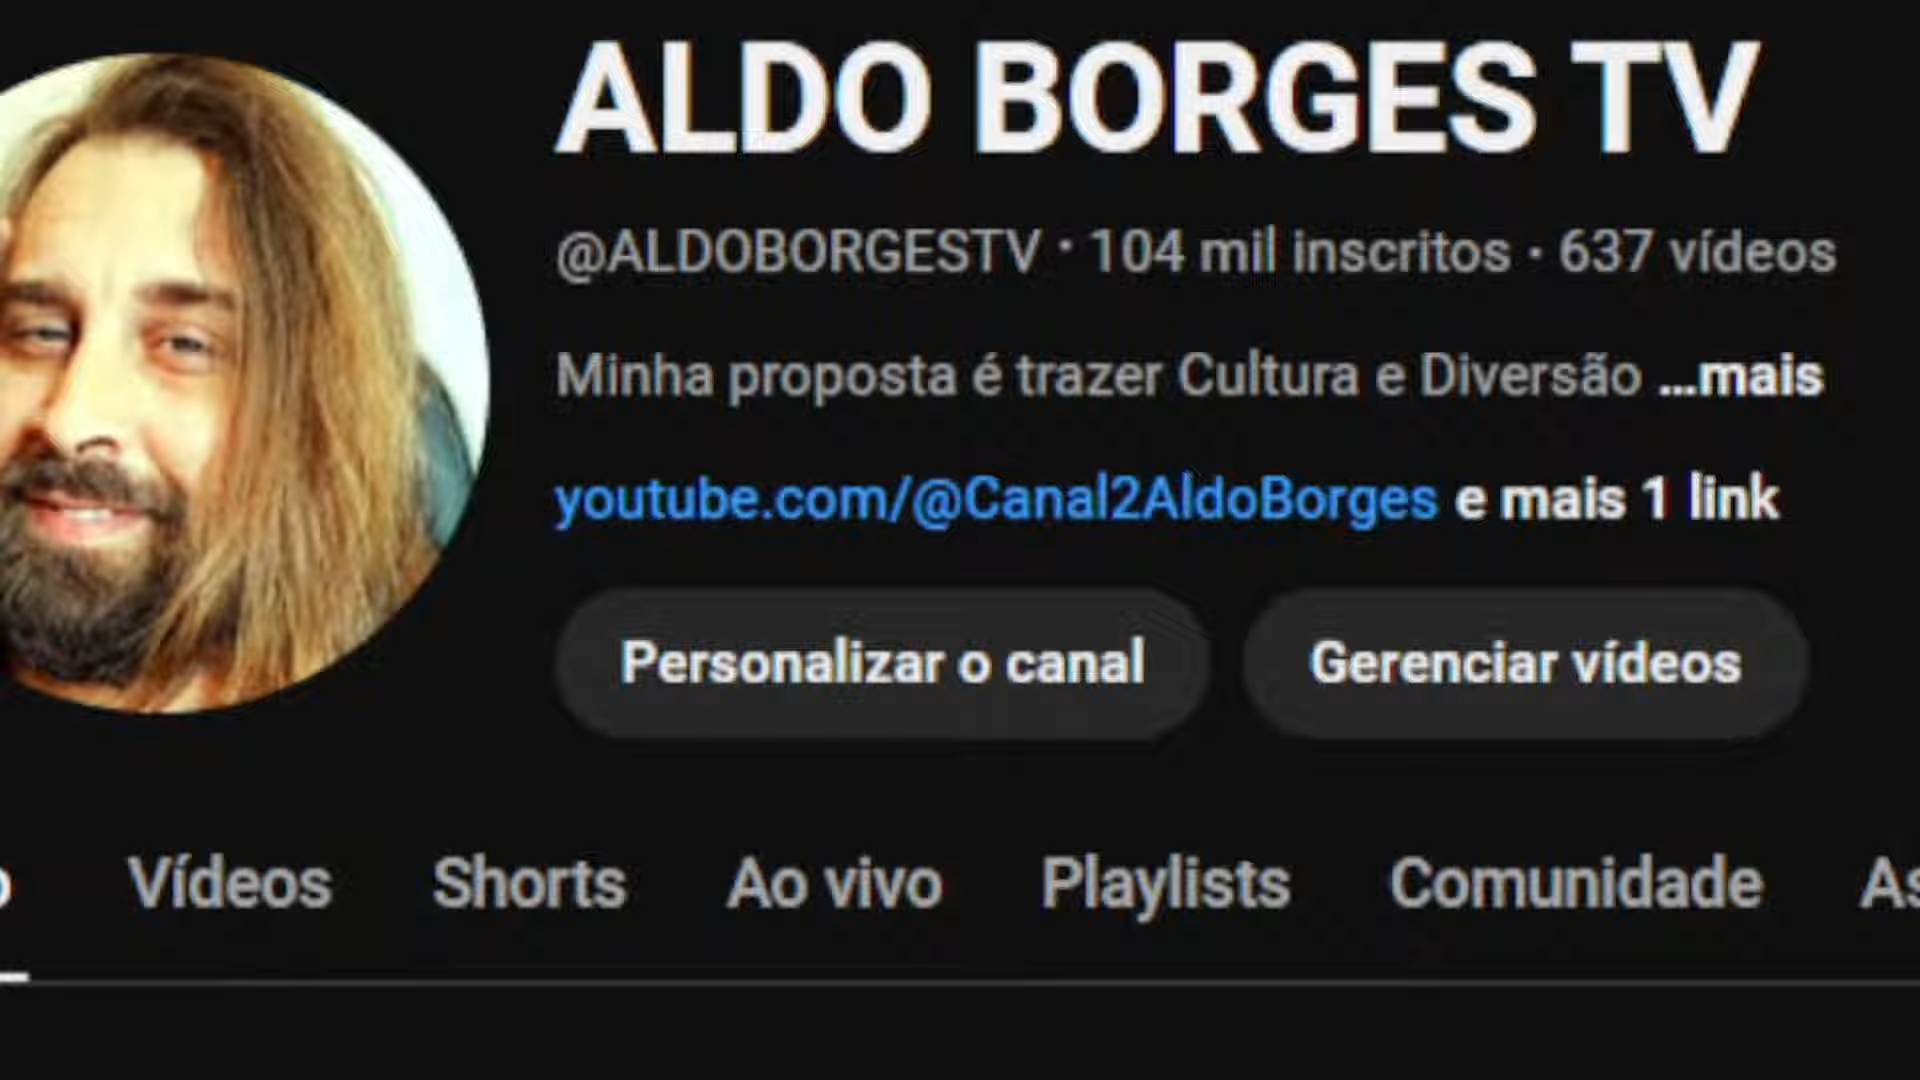 ALDO BORGES TV
@ALDOBORGESTV · 104 mil inscritos · 637 vídeos
Minha proposta é trazer Cultura e Diversão ...mais
youtube.com/@Canal2AldoBorges e mais 1 link
Personalizar o canal Gerenciar vídeos
Vídeos Shorts Ao vivo Playlists Comunidade